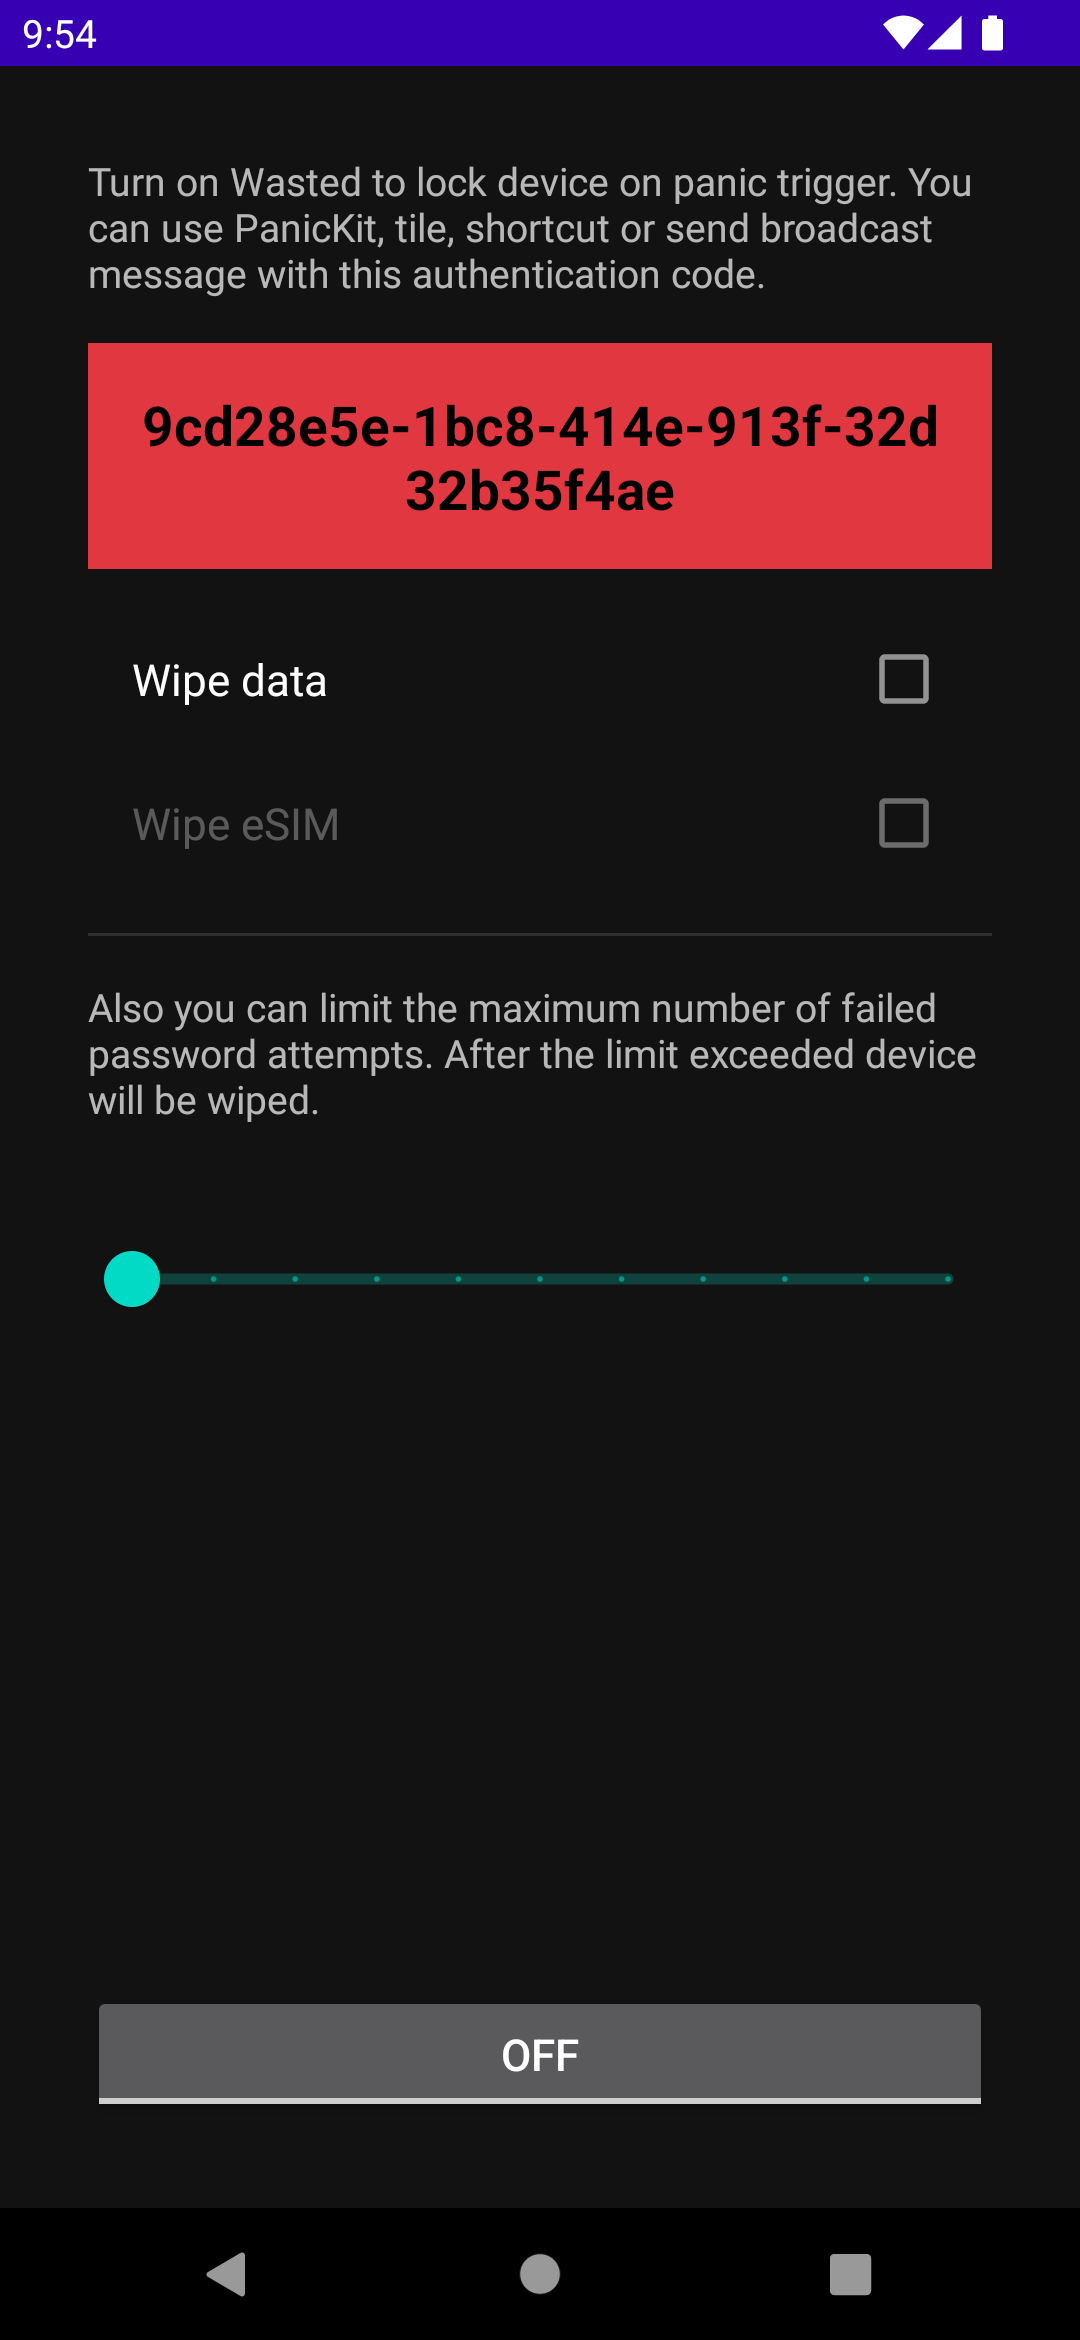 9:54
Turn on Wasted to lock device on panic trigger. You
can use PanicKit, tile, shortcut or send broadcast
message with this authentication code.
9cd28e5e-1bc8-414e-913f-32d
32b35f4ae
Wipe data
Wipe eSIM
Also you can limit the maximum number of failed
password attempts. After the limit exceeded device
will be wiped.
OFF